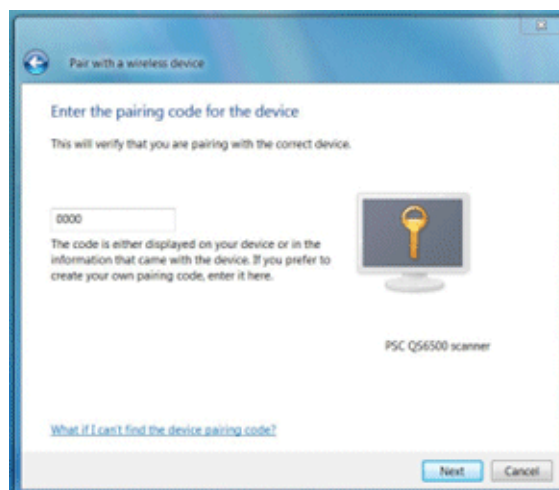 Pair with a wireless device
Enter the pairing code for the device
This will verify that you are pairing with the correct device.
0000
The code is either displayed on your device or in the
information that came with the device. If you prefer to
create your own pairing code, enter it here.
PSC QS6500 scanner
What if I can't find the device pairing code?
Next
Cancel